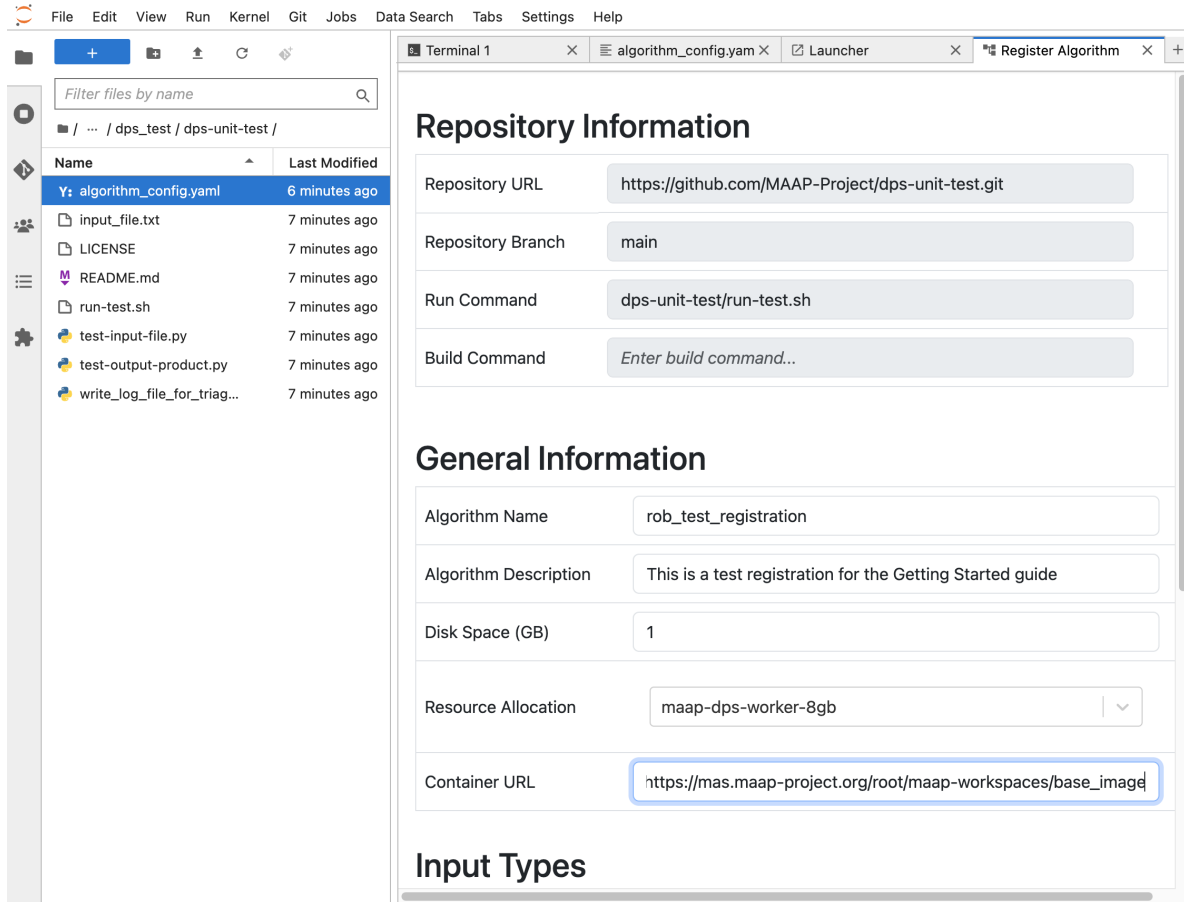 File Edit View Run Kernel Git Jobs Data Search Tabs Settings Help
+
Filter files by name
/ ··· / dps_test / dps-unit-test /
Name Last Modified
Y: algorithm_config.yaml 6 minutes ago
input_file.txt 7 minutes ago
LICENSE 7 minutes ago
M README.md 7 minutes ago
run-test.sh 7 minutes ago
test-input-file.py 7 minutes ago
test-output-product.py 7 minutes ago
write_log_file_for_triag... 7 minutes ago
Terminal 1 algorithm_config.yam Launcher Register Algorithm +
Repository Information
Repository URL https://github.com/MAAP-Project/dps-unit-test.git
Repository Branch main
Run Command dps-unit-test/run-test.sh
Build Command Enter build command...
General Information
Algorithm Name rob_test_registration
Algorithm Description This is a test registration for the Getting Started guide
Disk Space (GB) 1
Resource Allocation maap-dps-worker-8gb
Container URL https://mas.maap-project.org/root/maap-workspaces/base_image
Input Types